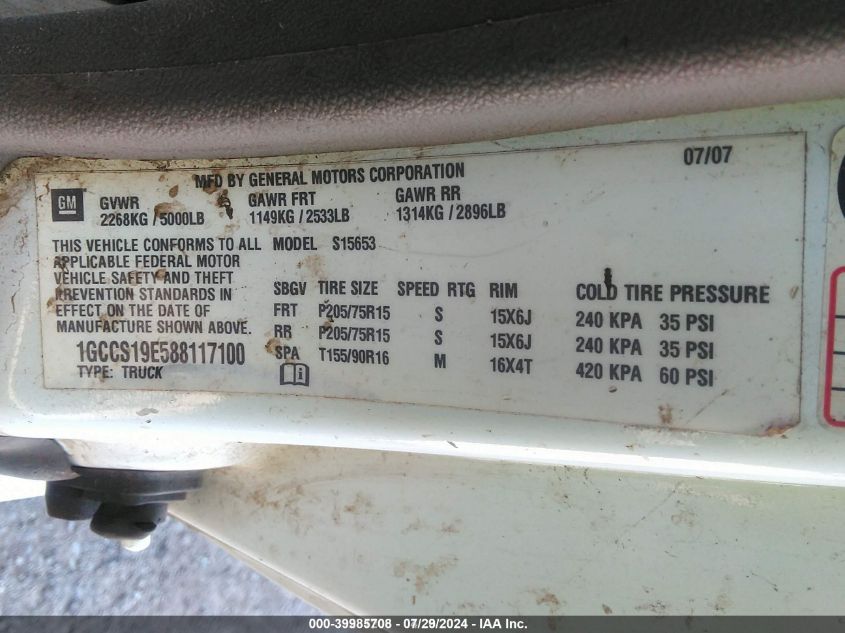 07/07
MFD BY GENERAL MOTORS CORPORATION
GM GVWR GAWR FRT GAWR RR
2268KG / 5000LB 1149KG / 2533LB 1314KG / 2896LB
THIS VEHICLE CONFORMS TO ALL MODEL S15653
APPLICABLE FEDERAL MOTOR
VEHICLE SAFETY AND THEFT
PREVENTION STANDARDS IN
EFFECT ON THE DATE OF
MANUFACTURE SHOWN ABOVE.
1GCCS19E588117100
TYPE: TRUCK
SBGV TIRE SIZE SPEED RTG RIM COLD TIRE PRESSURE
FRT P205/75R15 S 15X6J 240 KPA 35 PSI
RR P205/75R15 S 15X6J 240 KPA 35 PSI
SPA T155/90R16 M 16X4T 420 KPA 60 PSI
000-39985708 - 07/29/2024 - IAA Inc.